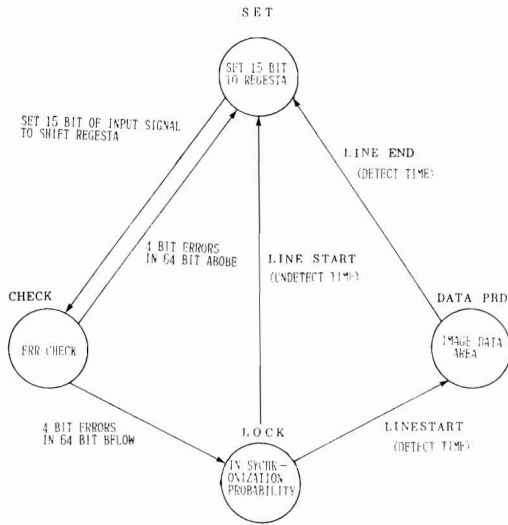 SET
SET 15 BIT
TO REGESTA
SET 15 BIT OF INPUT SIGNAL
TO SHIFT REGESTA
LINE END
(DETECT TIME)
4 BIT ERRORS
IN 64 BIT ABOBE
LINE START
(UNDETECT TIME)
CHECK
DATA PRD
ERR CHECK
IMAGE DATA
AREA
4 BIT ERRORS
IN 64 BIT BELOW
LOCK
LINESTART
(DETECT TIME)
IN SYCHR-
ONIZATION
PROBABILITY